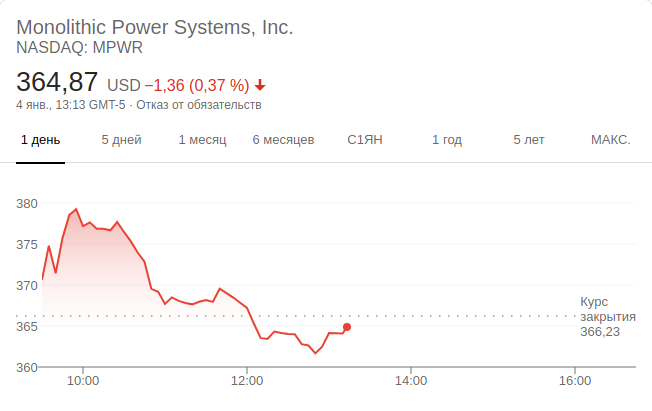 Monolithic Power Systems, Inc.
NASDAQ: MPWR
364,87 USD −1,36 (0,37 %)
4 янв., 13:13 GMT-5 · Отказ от обязательств
1 день 5 дней 1 месяц 6 месяцев С1ЯН 1 год 5 лет МАКС.
380
375
370
365
360
Курс
закрытия
366,23
10:00 12:00 14:00 16:00